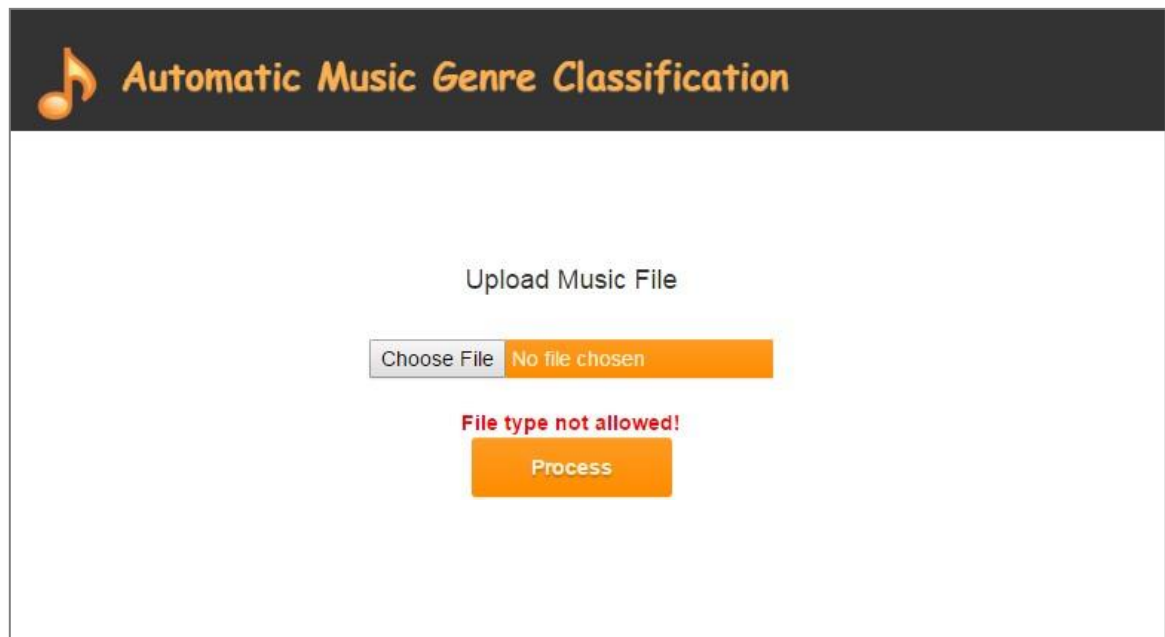 Automatic Music Genre Classification
Upload Music File
Choose File No file chosen
File type not allowed!
Process